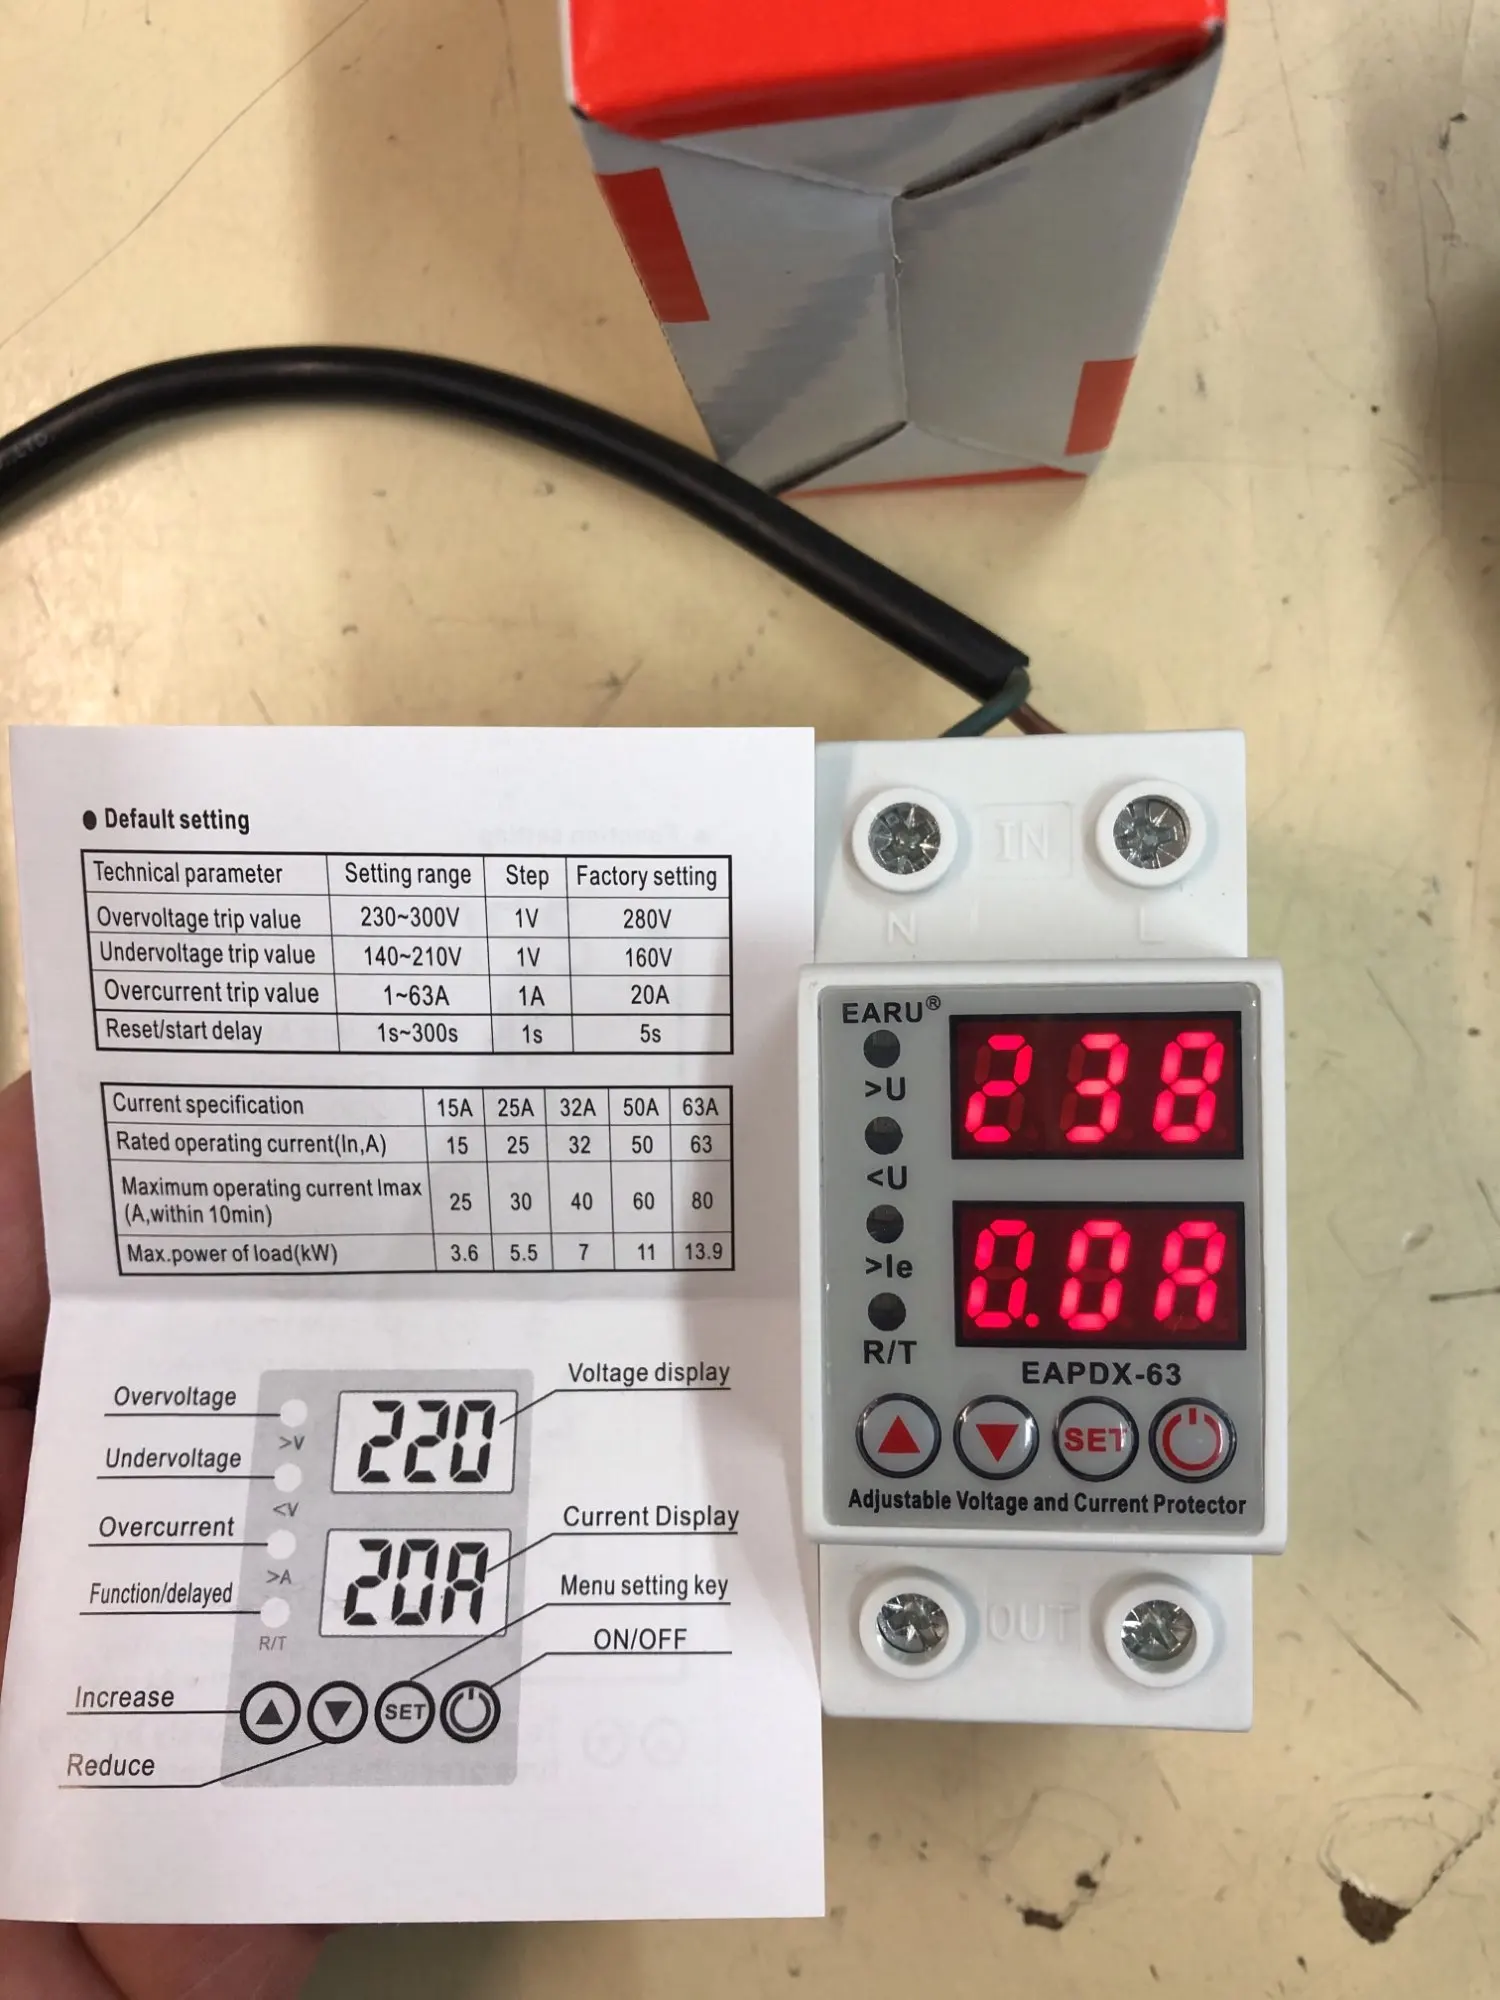 LTD
● Default setting
Technical parameter Setting range Step Factory setting
Overvoltage trip value 230~300V 1V 280V
Undervoltage trip value 140~210V 1V 160V
Overcurrent trip value 1~63A 1A 20A
Reset/start delay 1s~300s 1s 5s
Current specification 15A 25A 32A 50A 63A
Rated operating current(In,A) 15 25 32 50 63
Maximum operating current Imax
(A,within 10min) 25 30 40 60 80
Max.power of load(kW) 3.6 5.5 7 11 13.9
Overvoltage
>V
Undervoltage
<V
Overcurrent
>A
Function/delayed
R/T
220
Voltage display
20A
Current Display
Menu setting key
ON/OFF
Increase
SET
Reduce
IN
N L
EARU®
>U
<U
>Ie
R/T
238
0.0A
EAPDX-63
SET
Adjustable Voltage and Current Protector
OUT